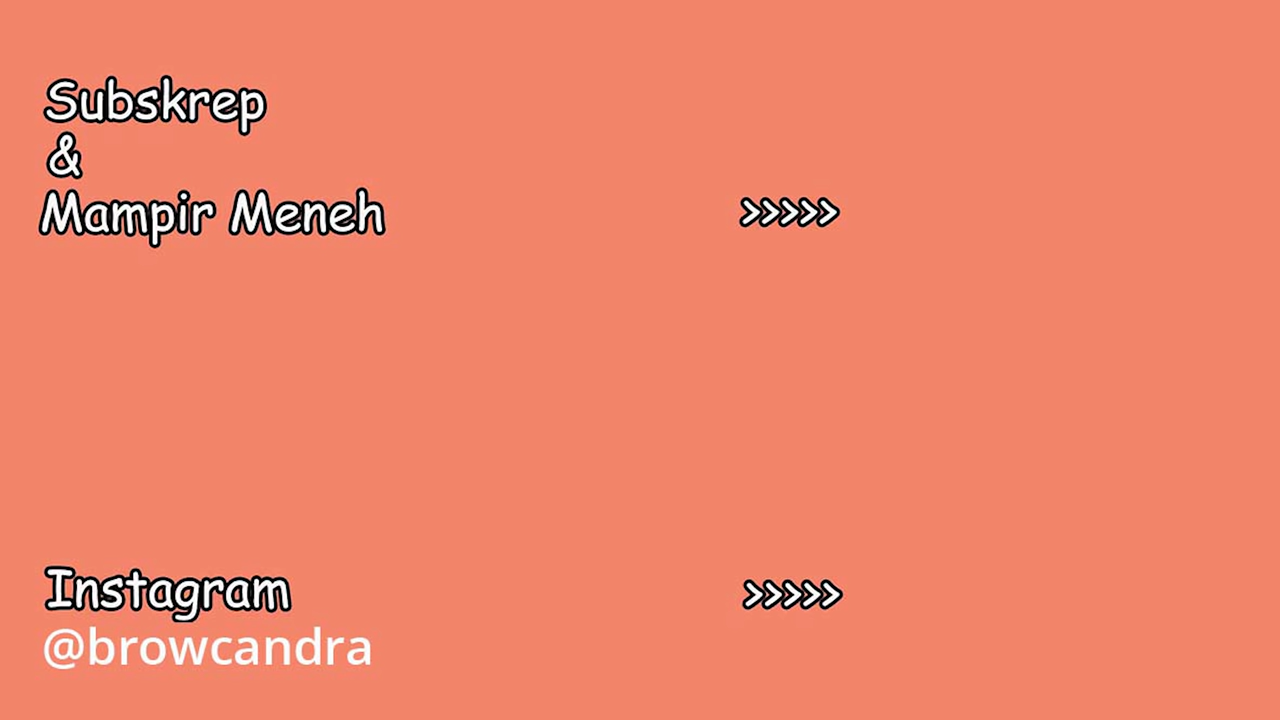 Subskrep
&
Mampir Meneh
>>>>>
Instagram
>>>>>
@browcandra